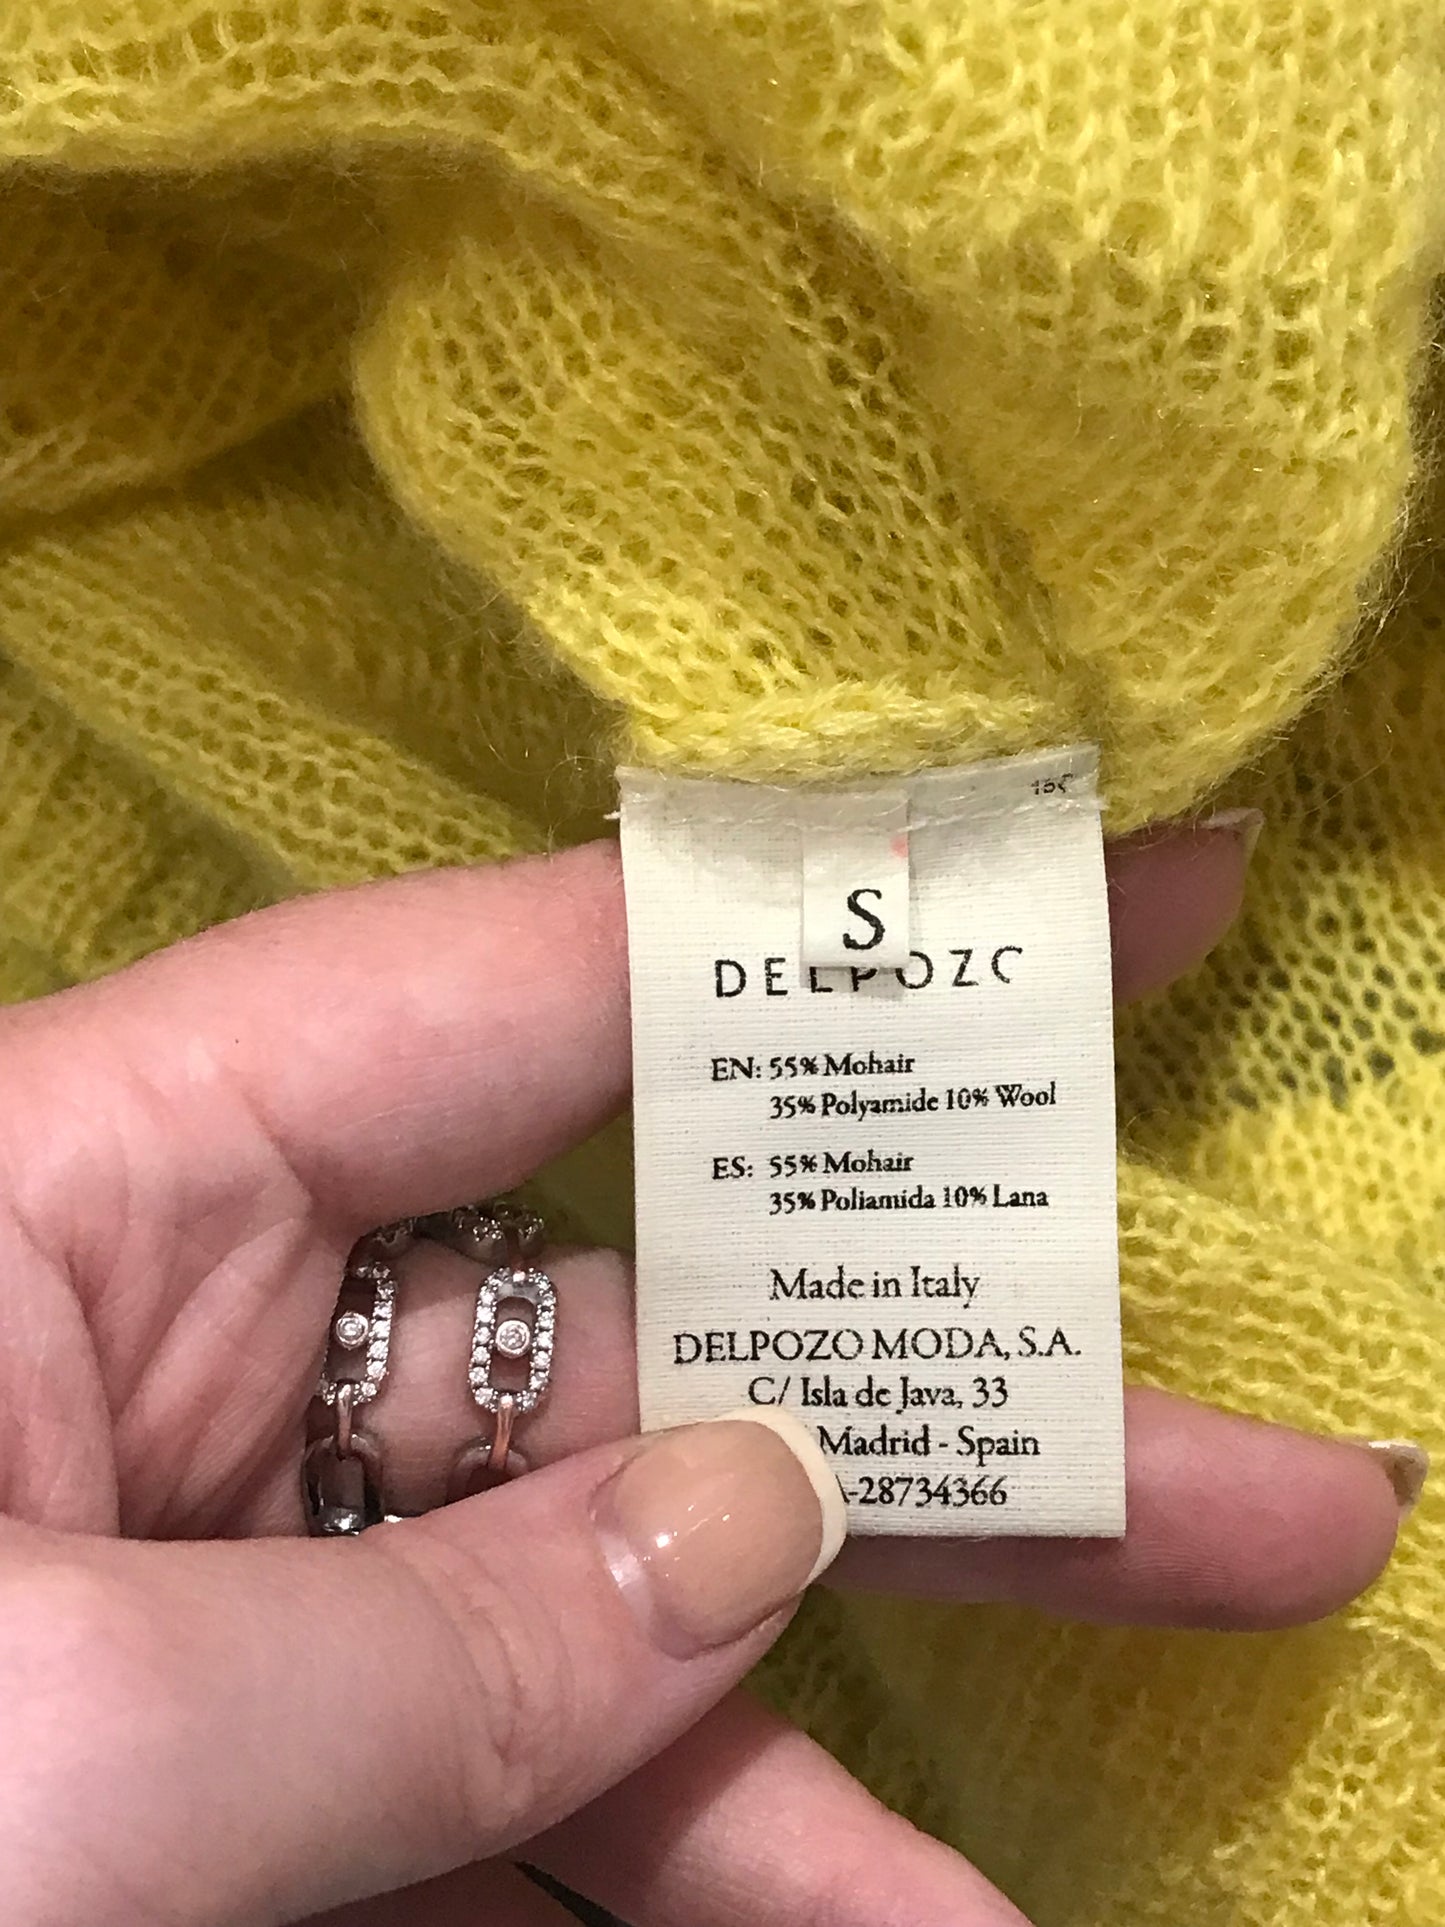 S
DELPOZO
EN: 55% Mohair
35% Polyamide 10% Wool
ES: 55% Mohair
35% Poliamida 10% Lana
Made in Italy
DELPOZO MODA, S.A.
C/ Isla de Java, 33
Madrid - Spain
-28734366